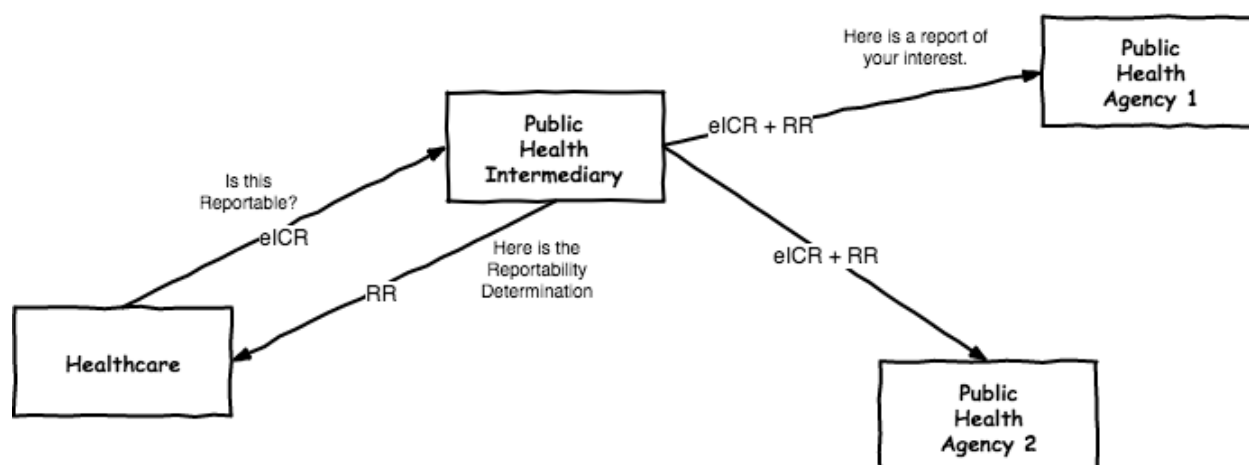 Here is a report of
your interest.
Public
Health
Agency 1
Public
Health
Intermediary
eICR + RR
Is this
Reportable?
eICR
Here is the
Reportability
Determination
RR
eICR + RR
Healthcare
Public
Health
Agency 2